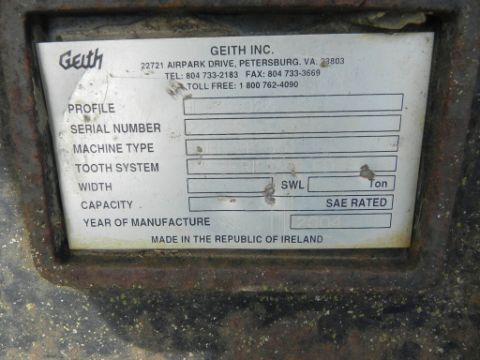 Geith
GEITH INC.
22721 AIRPARK DRIVE, PETERSBURG. VA. 23803
TEL: 804 733-2183 FAX: 804 733-3669
TOLL FREE: 1 800 762-4090
PROFILE
SERIAL NUMBER
MACHINE TYPE
TOOTH SYSTEM
WIDTH SWL Ton
CAPACITY SAE RATED
YEAR OF MANUFACTURE 2004
MADE IN THE REPUBLIC OF IRELAND